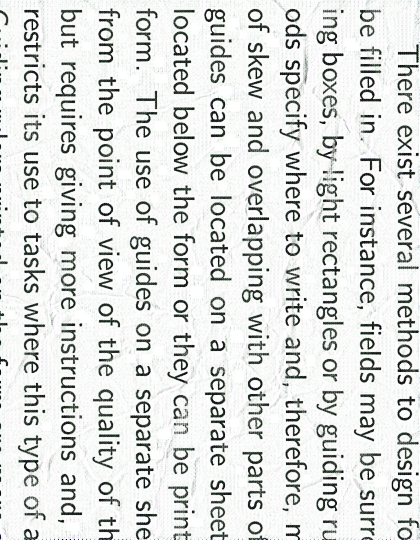 There exist several methods to design fo
be filled in. For instance, fields may be surro
ing boxes, by light rectangles or by guiding ru
ods specify where to write and, therefore, m
of skew and overlapping with other parts of
guides can be located on a separate sheet
located below the form or they can be print
form. The use of guides on a separate she
from the point of view of the quality of th
but requires giving more instructions and,
restricts its use to tasks where this type of a